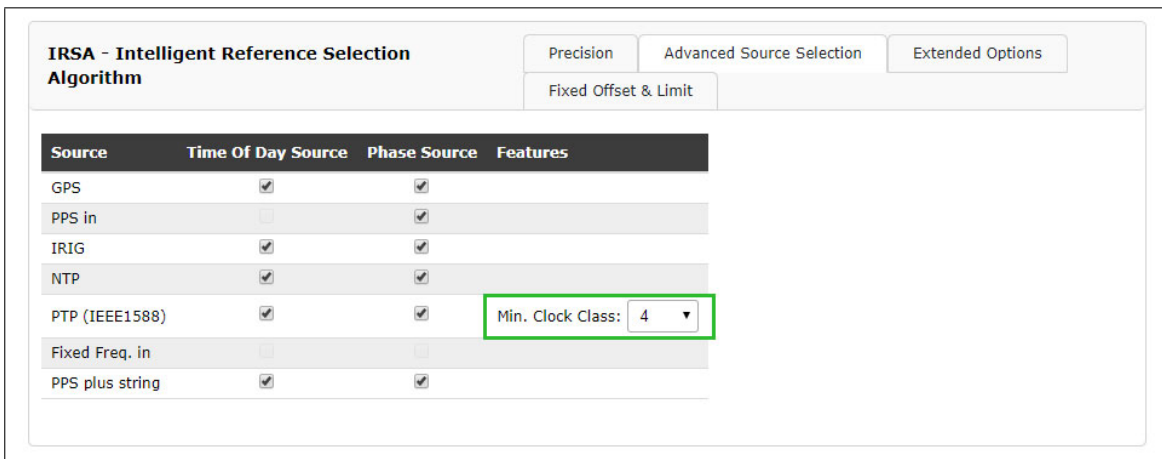 IRSA - Intelligent Reference Selection
Algorithm
Precision
Advanced Source Selection
Extended Options
Fixed Offset & Limit
Source Time Of Day Source Phase Source Features
GPS
PPS in
IRIG
NTP
PTP (IEEE1588) Min. Clock Class: 4
Fixed Freq. in
PPS plus string